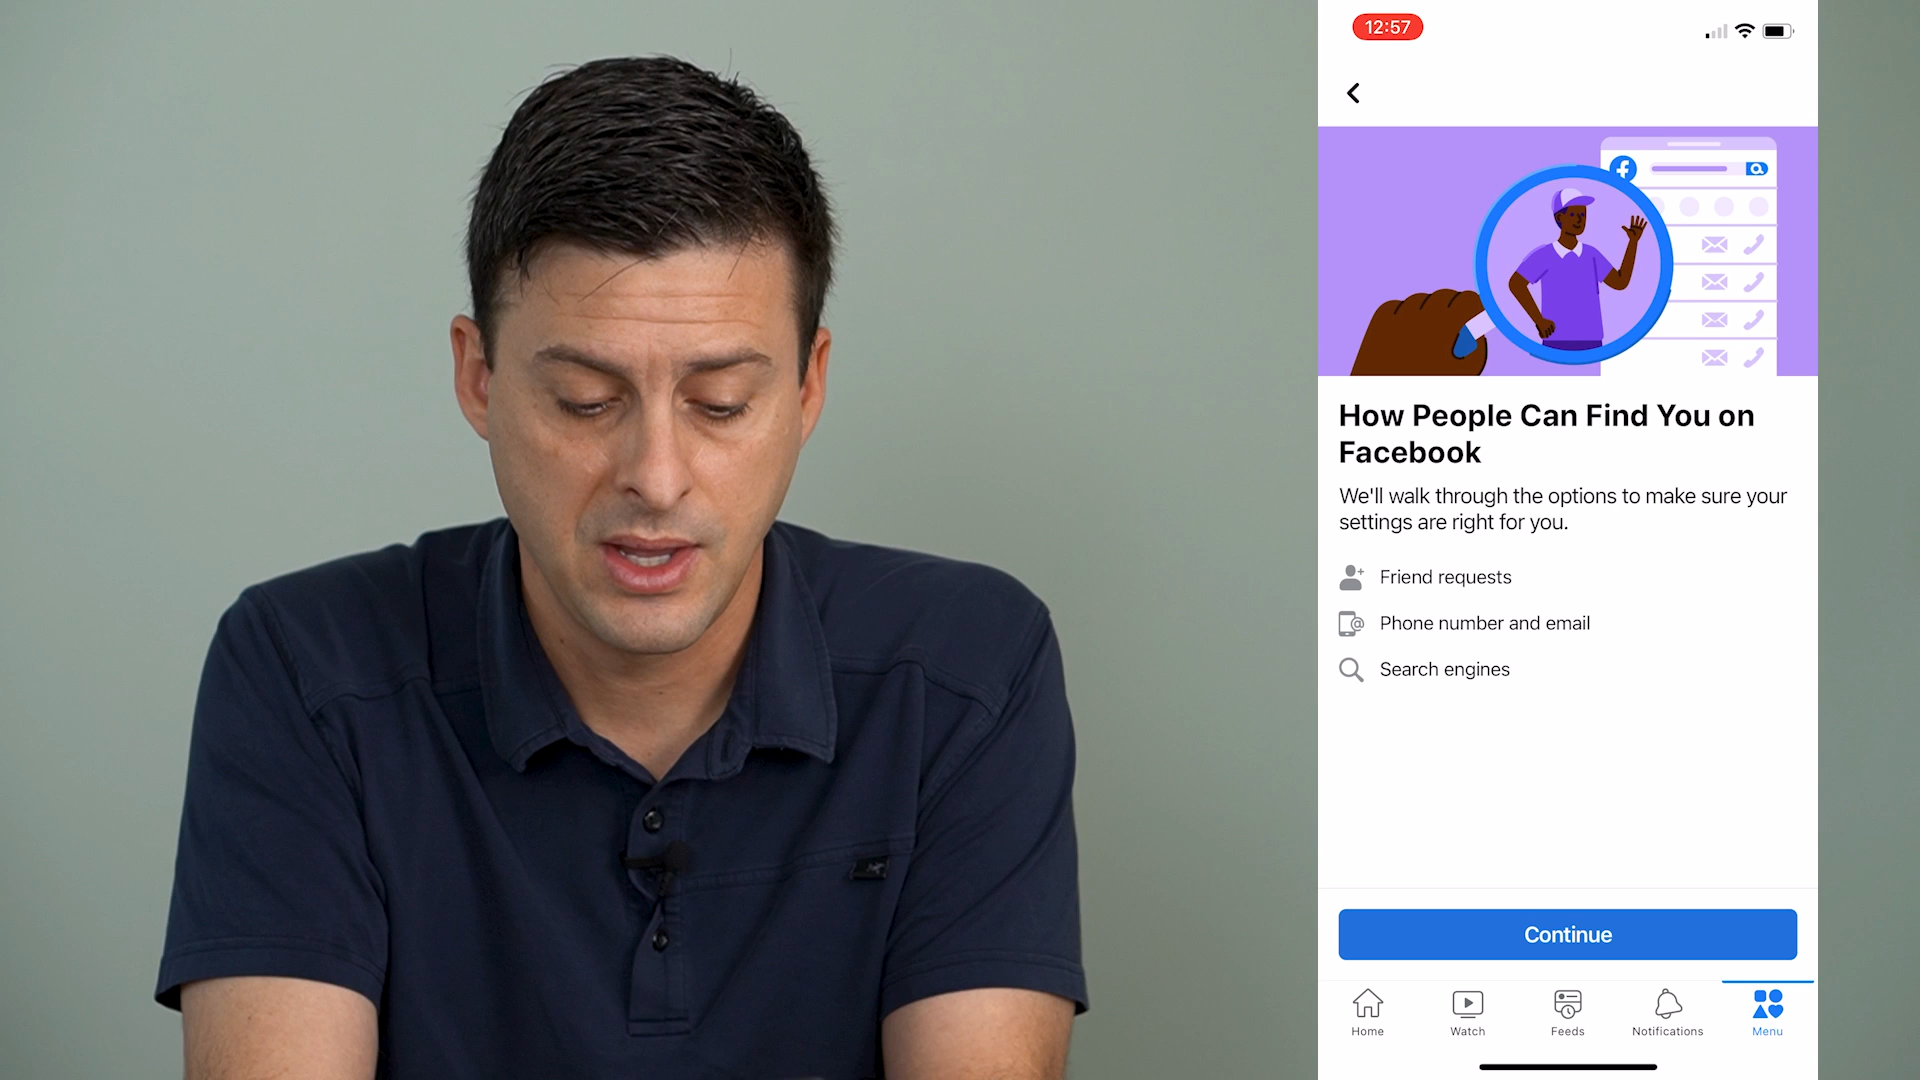 12:57
How People Can Find You on
Facebook
We'll walk through the options to make sure your
settings are right for you.
Friend requests
Phone number and email
Search engines
Continue
Home
Watch
Feeds
Notifications
Menu